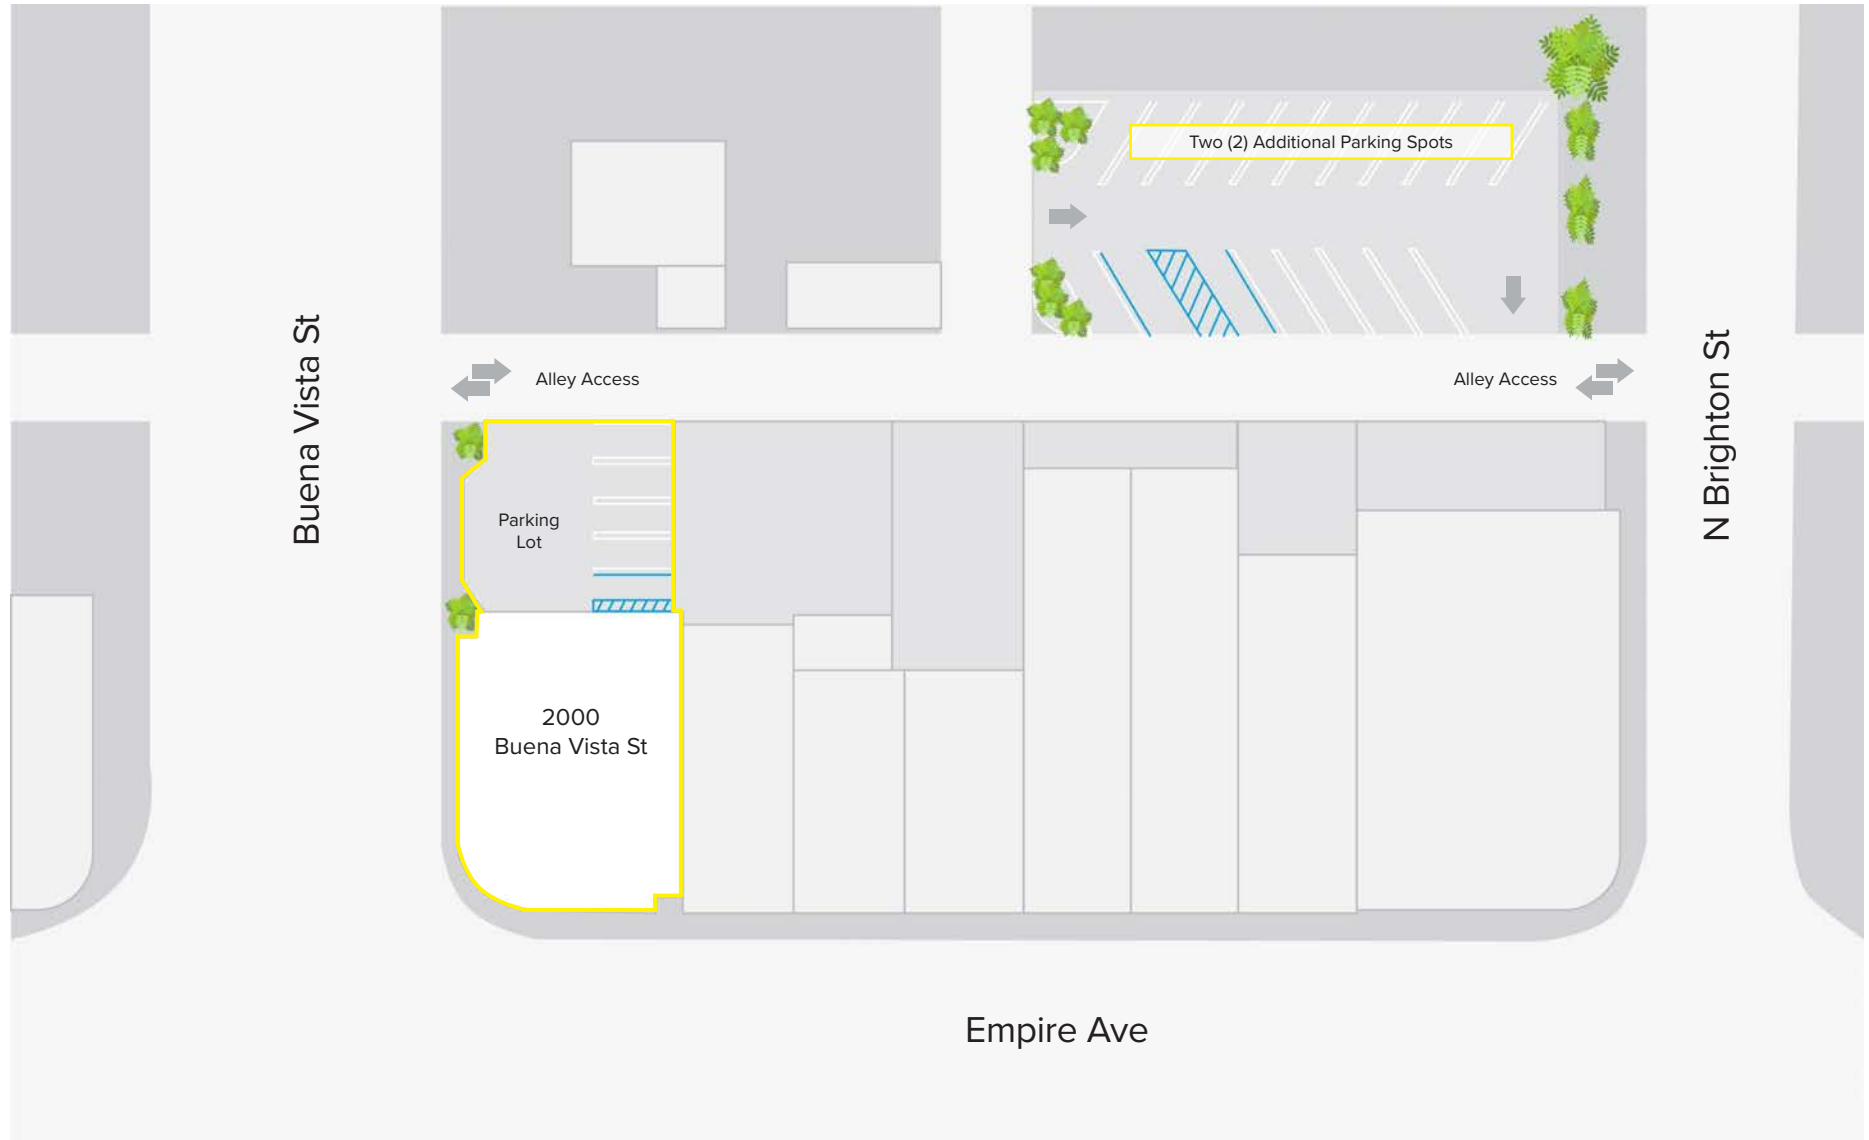 Two (2) Additional Parking Spots
Buena Vista St
Alley Access
Alley Access
N Brighton St
Parking
Lot
2000
Buena Vista St
Empire Ave